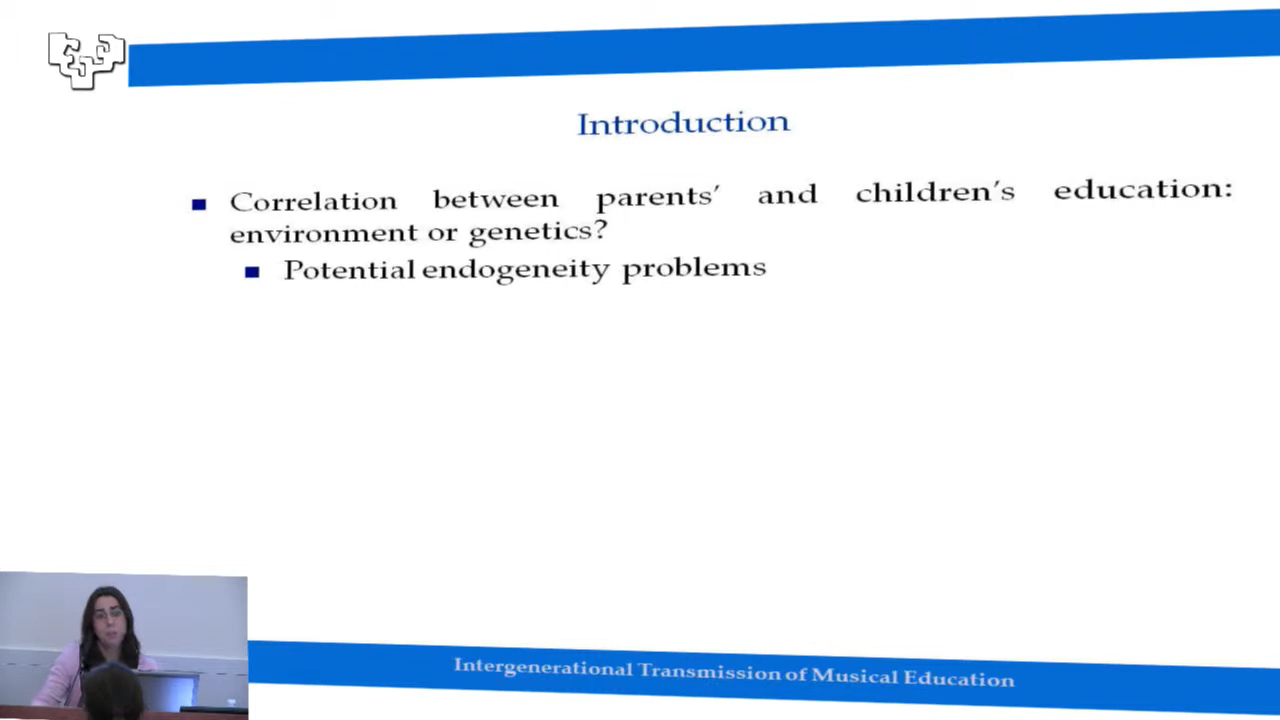 Introduction
Correlation between parents’ and children’s education:
environment or genetics?
Potential endogeneity problems
Intergenerational Transmission of Musical Education